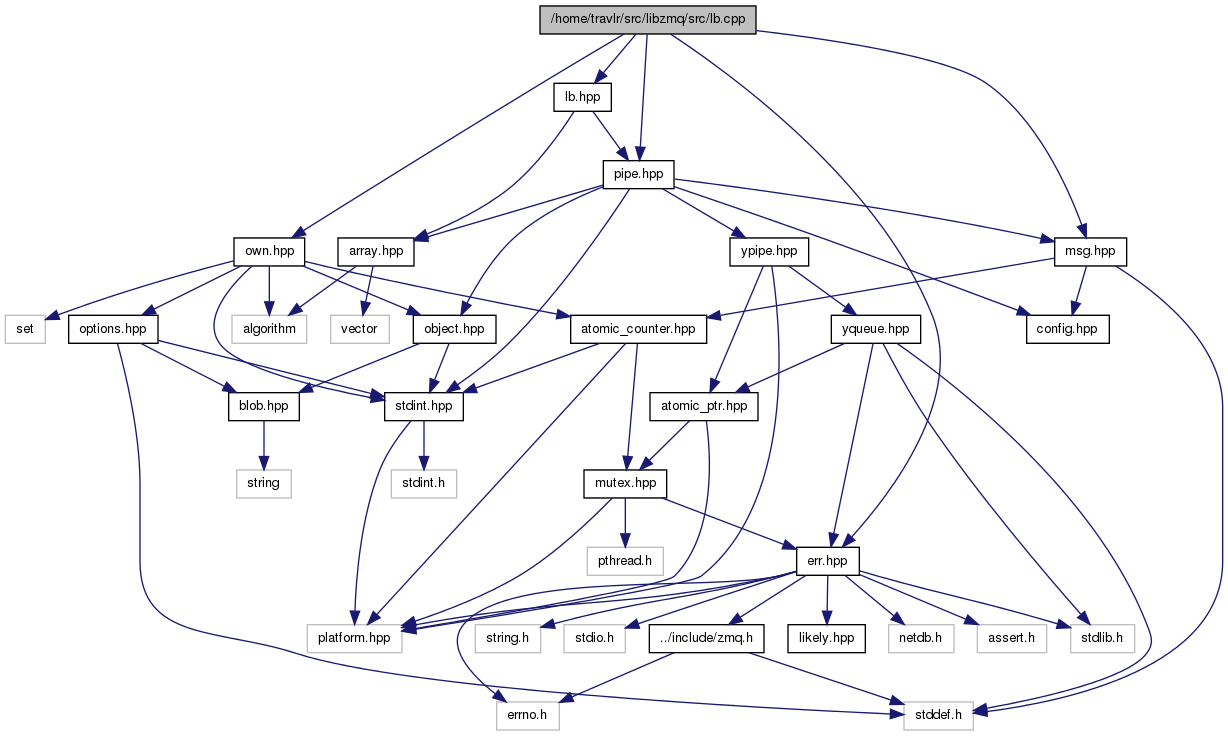 /home/travlr/src/libzmq/src/lb.cpp
lb.hpp
pipe.hpp
own.hpp
array.hpp
ypipe.hpp
msg.hpp
set
options.hpp
algorithm
vector
object.hpp
atomic_counter.hpp
yqueue.hpp
config.hpp
blob.hpp
stdint.hpp
atomic_ptr.hpp
string
stdint.h
mutex.hpp
pthread.h
err.hpp
platform.hpp
string.h
stdio.h
../include/zmq.h
likely.hpp
netdb.h
assert.h
stdlib.h
errno.h
stddef.h